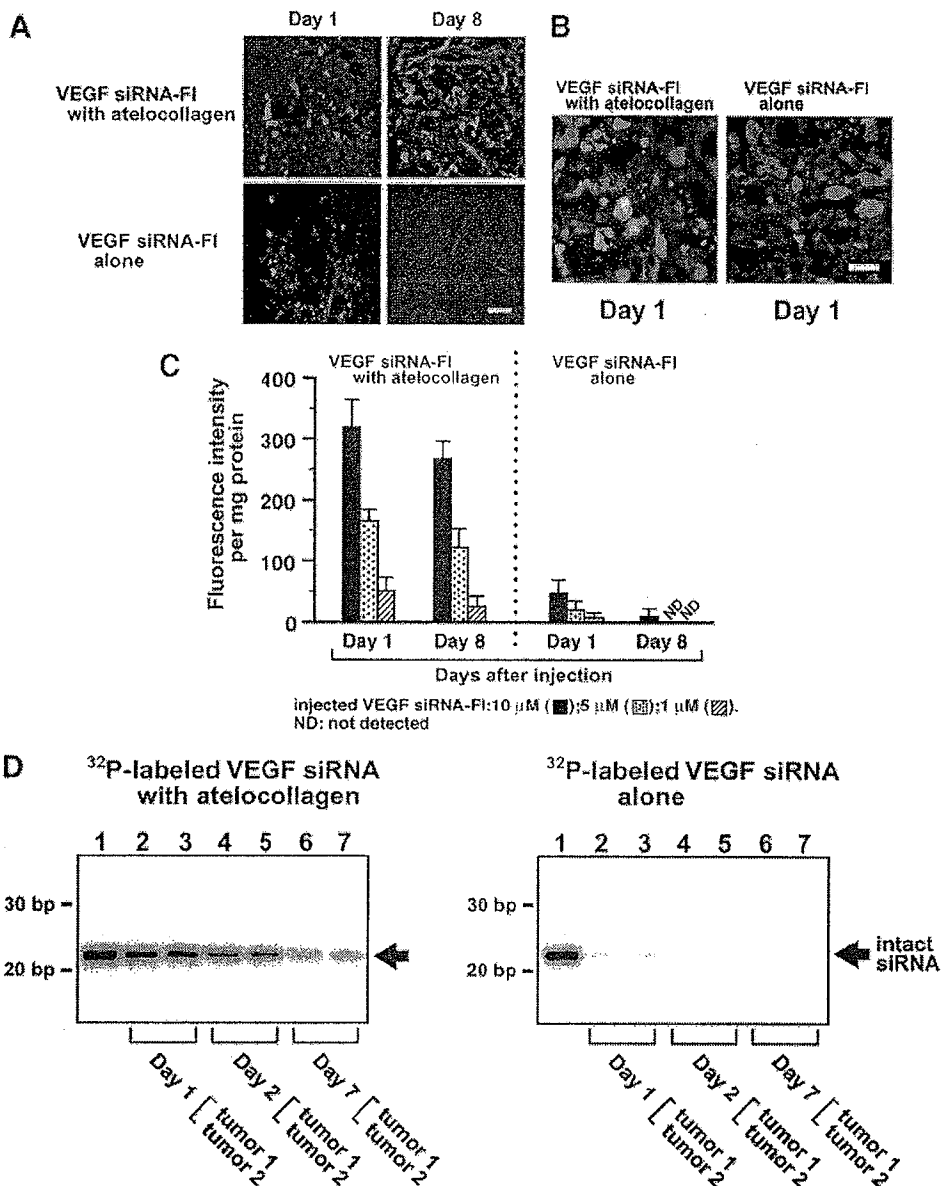 A
Day 1
Day 8
VEGF siRNA-Fl
with atelocollagen
VEGF siRNA-Fl
alone
B
VEGF siRNA-Fl
with atelocollagen
VEGF siRNA-Fl
alone
Day 1
Day 1
C
Fluorescence intensity
per mg protein
400
300
200
100
0
VEGF siRNA-Fl
with atelocollagen
VEGF siRNA-Fl
alone
ND
ND
Day 1
Day 8
Day 1
Day 8
Days after injection
injected VEGF siRNA-Fl:10 μM ( );5 μM ( );1 μM ( ).
ND: not detected
D
³²P-labeled VEGF siRNA
with atelocollagen
1 2 3 4 5 6 7
30 bp
20 bp
Day 1 [ tumor 1
tumor 2
Day 2 [ tumor 1
tumor 2
Day 7 [ tumor 1
tumor 2
³²P-labeled VEGF siRNA
alone
1 2 3 4 5 6 7
30 bp
20 bp
intact
siRNA
Day 1 [ tumor 1
tumor 2
Day 2 [ tumor 1
tumor 2
Day 7 [ tumor 1
tumor 2